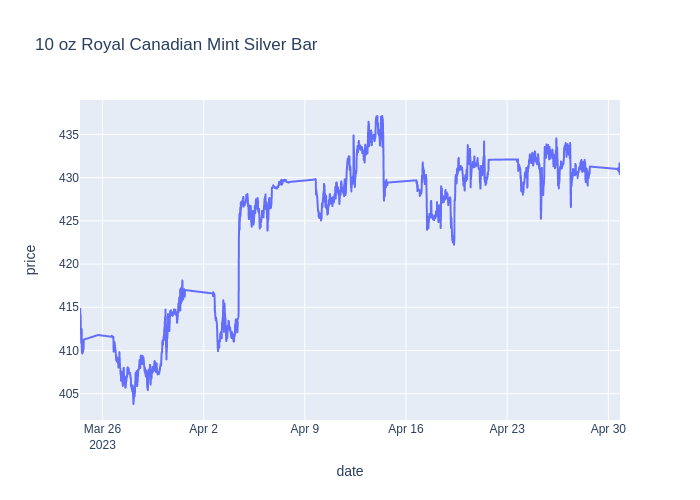 10 oz Royal Canadian Mint Silver Bar
435
430
425
420
415
410
405
price
Mar 26
2023
Apr 2
Apr 9
Apr 16
Apr 23
Apr 30
date